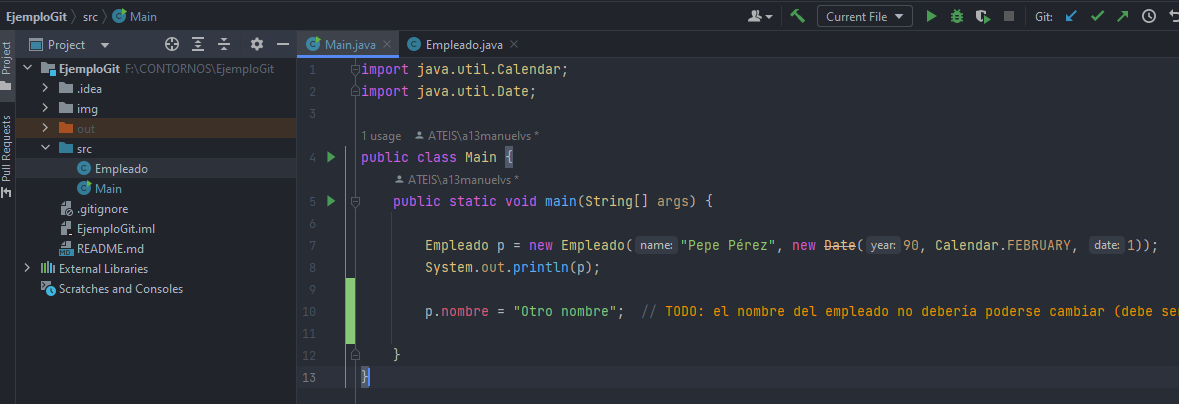 EjemploGit src Main Current File Git:
Project Main.java Empleado.java
Project
Pull Requests
EjemploGit F:\CONTORNOS\EjemploGit
.idea
img
out
src
Empleado
Main
.gitignore
EjemploGit.iml
README.md
External Libraries
Scratches and Consoles
1 import java.util.Calendar;
2 import java.util.Date;
3
1 usage ATEIS\a13manuelvs *
4 public class Main {
ATEIS\a13manuelvs *
5 public static void main(String[] args) {
6
7 Empleado p = new Empleado( name: "Pepe Pérez", new Date( year: 90, Calendar.FEBRUARY, date: 1));
8 System.out.println(p);
9
10 p.nombre = "Otro nombre"; // TODO: el nombre del empleado no debería poderse cambiar (debe ser
11
12 }
13 }